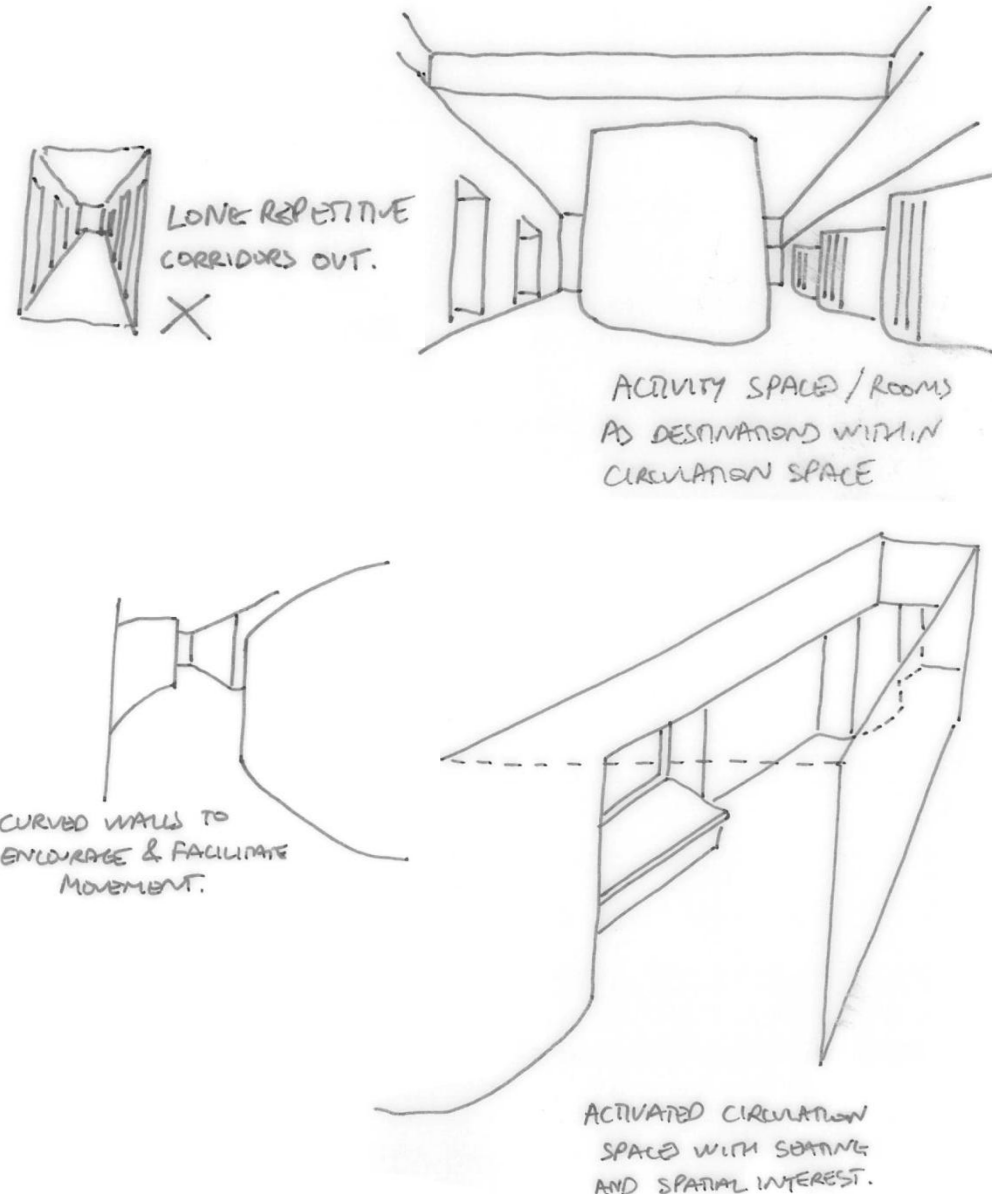 LONG REPETITIVE
CORRIDORS OUT.
ACTIVITY SPACES / ROOMS
AS DESTINATIONS WITHIN
CIRCULATION SPACE
CURVED WALLS TO
ENCOURAGE & FACILITATE
MOVEMENT.
ACTIVATED CIRCULATION
SPACES WITH SEATING
AND SPATIAL INTEREST.